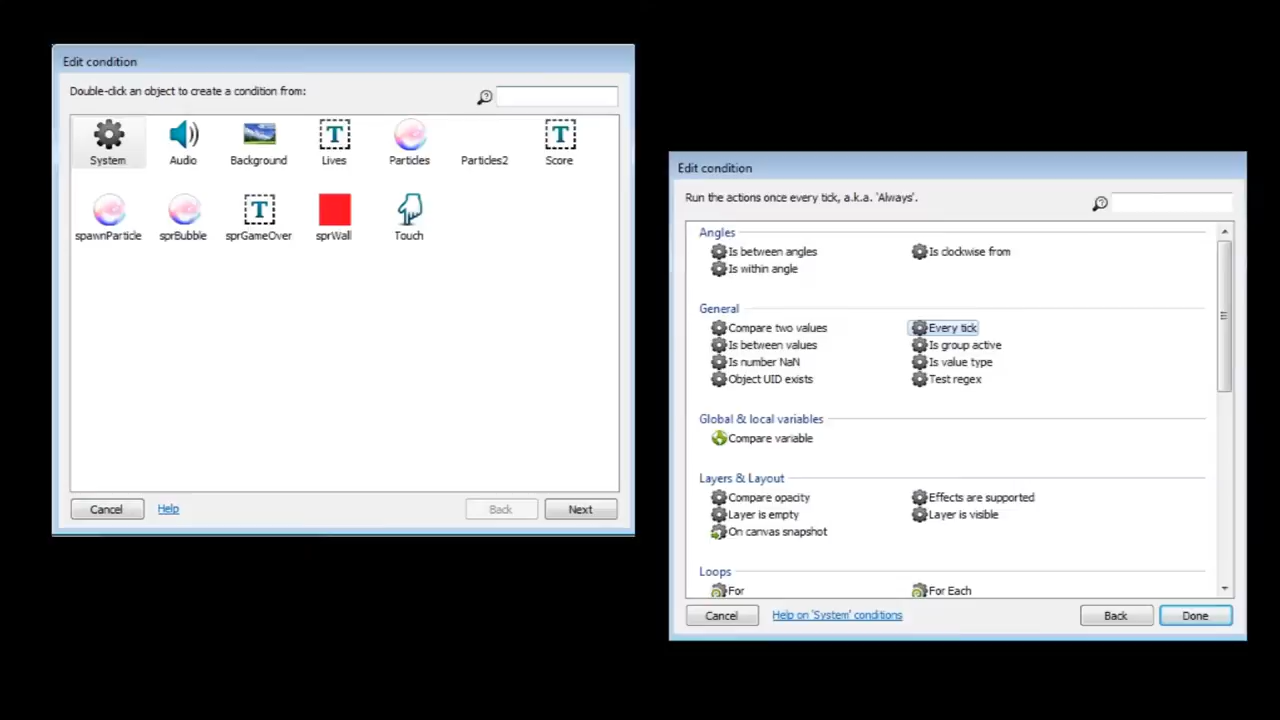 Edit condition
Double-click an object to create a condition from:
System Audio Background Lives Particles Particles2 Score
spawnParticle sprBubble sprGameOver sprWall Touch
Cancel Help Back Next
Edit condition
Run the actions once every tick, a.k.a. 'Always'.
Angles
Is between angles Is clockwise from
Is within angle
General
Compare two values Every tick
Is between values Is group active
Is number NaN Is value type
Object UID exists Test regex
Global & local variables
Compare variable
Layers & Layout
Compare opacity Effects are supported
Layer is empty Layer is visible
On canvas snapshot
Loops
For For Each
Cancel Help on 'System' conditions Back Done